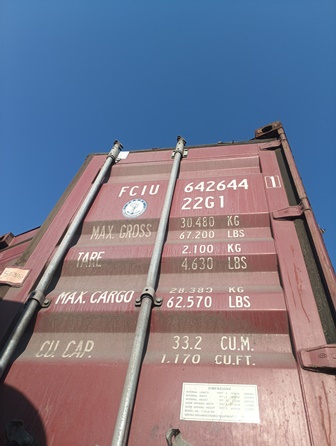 FCIU 642644 1
22G1
MAX. GROSS 30.480 KG
67.200 LBS
TARE 2.100 KG
4.630 LBS
MAX. CARGO 28.385 KG
62.570 LBS
CU. CAP. 33.2 CU.M.
1.170 CU.FT.